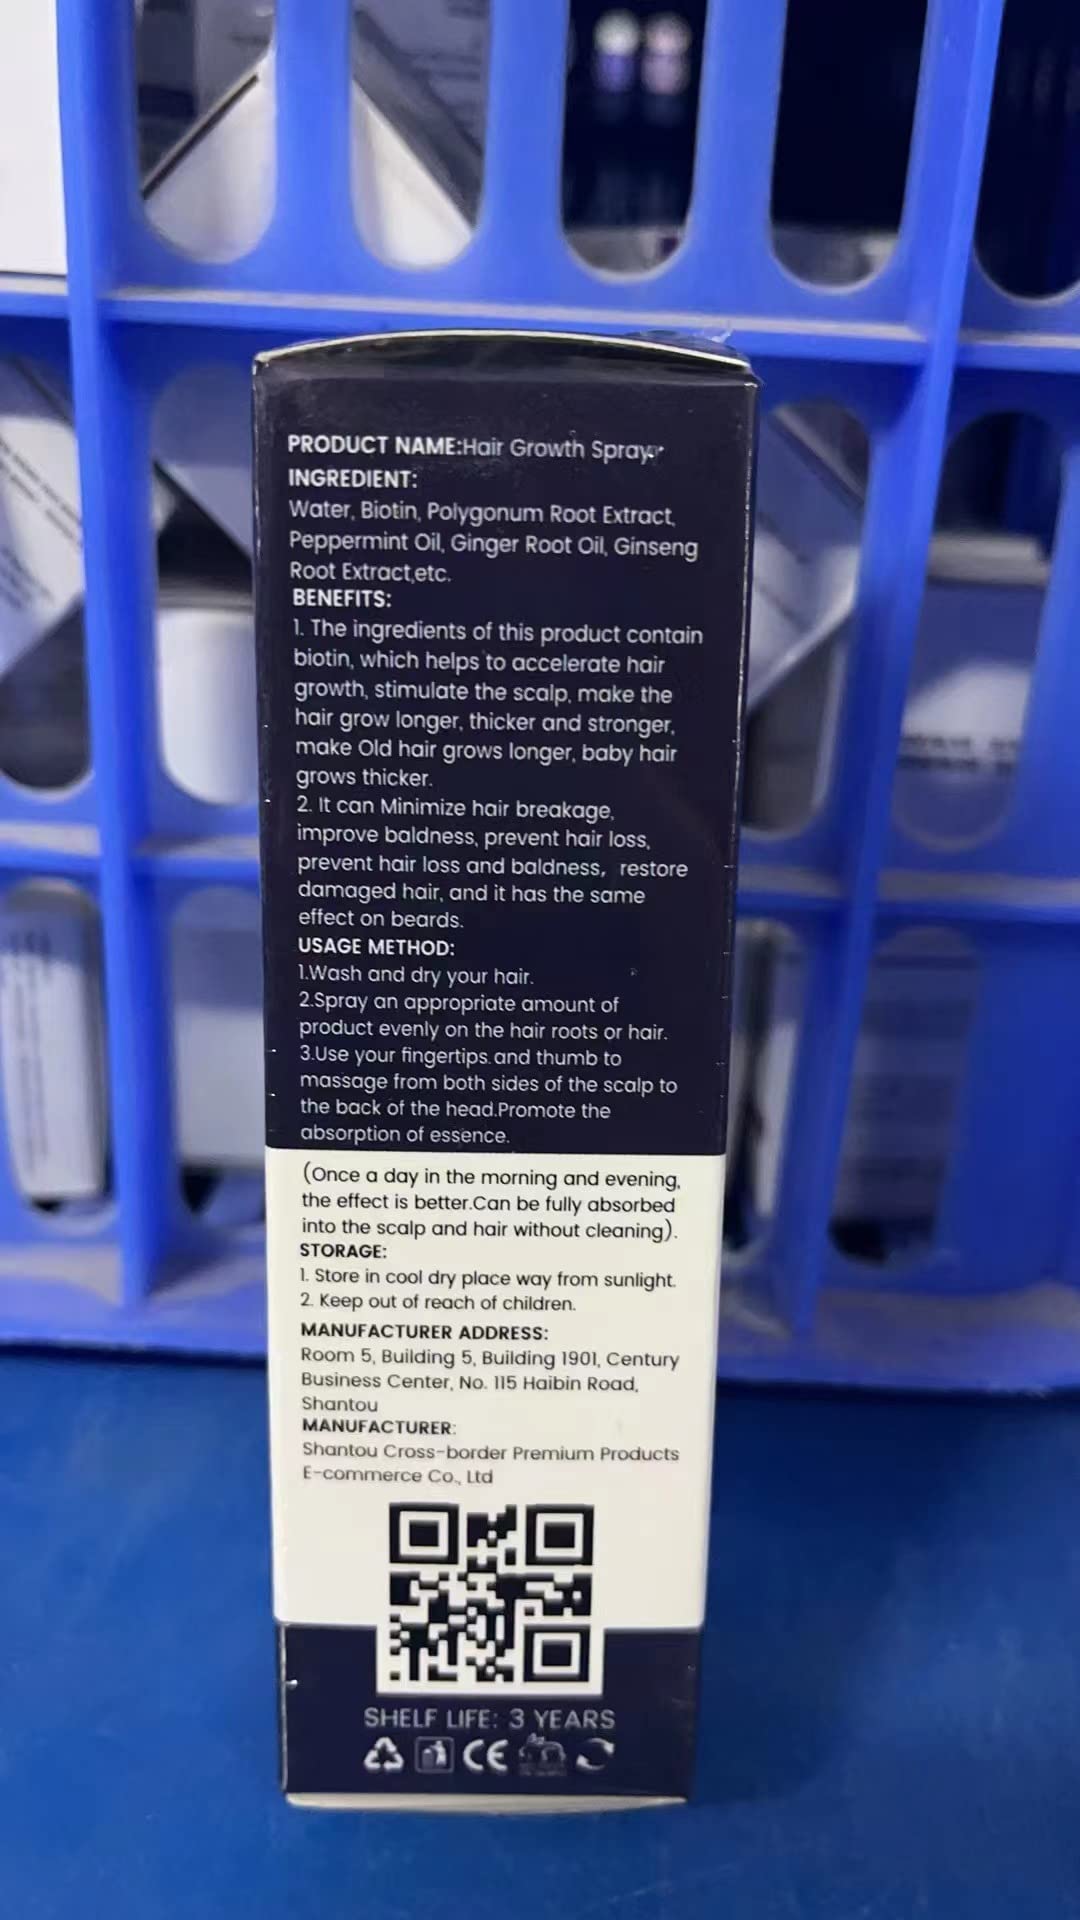 PRODUCT NAME:Hair Growth Spray
INGREDIENT:
Water, Biotin, Polygonum Root Extract,
Peppermint Oil, Ginger Root Oil, Ginseng
Root Extract,etc.
BENEFITS:
1. The ingredients of this product contain
biotin, which helps to accelerate hair
growth, stimulate the scalp, make the
hair grow longer, thicker and stronger,
make Old hair grows longer, baby hair
grows thicker.
2. It can Minimize hair breakage,
improve baldness, prevent hair loss,
prevent hair loss and baldness, restore
damaged hair, and it has the same
effect on beards.
USAGE METHOD:
1.Wash and dry your hair.
2.Spray an appropriate amount of
product evenly on the hair roots or hair.
3.Use your fingertips and thumb to
massage from both sides of the scalp to
the back of the head.Promote the
absorption of essence.
(Once a day in the morning and evening,
the effect is better.Can be fully absorbed
into the scalp and hair without cleaning).
STORAGE:
1. Store in cool dry place way from sunlight.
2. Keep out of reach of children.
MANUFACTURER ADDRESS:
Room 5, Building 5, Building 1901, Century
Business Center, No. 115 Haibin Road,
Shantou
MANUFACTURER:
Shantou Cross-border Premium Products
E-commerce Co., Ltd
SHELF LIFE: 3 YEARS
CE